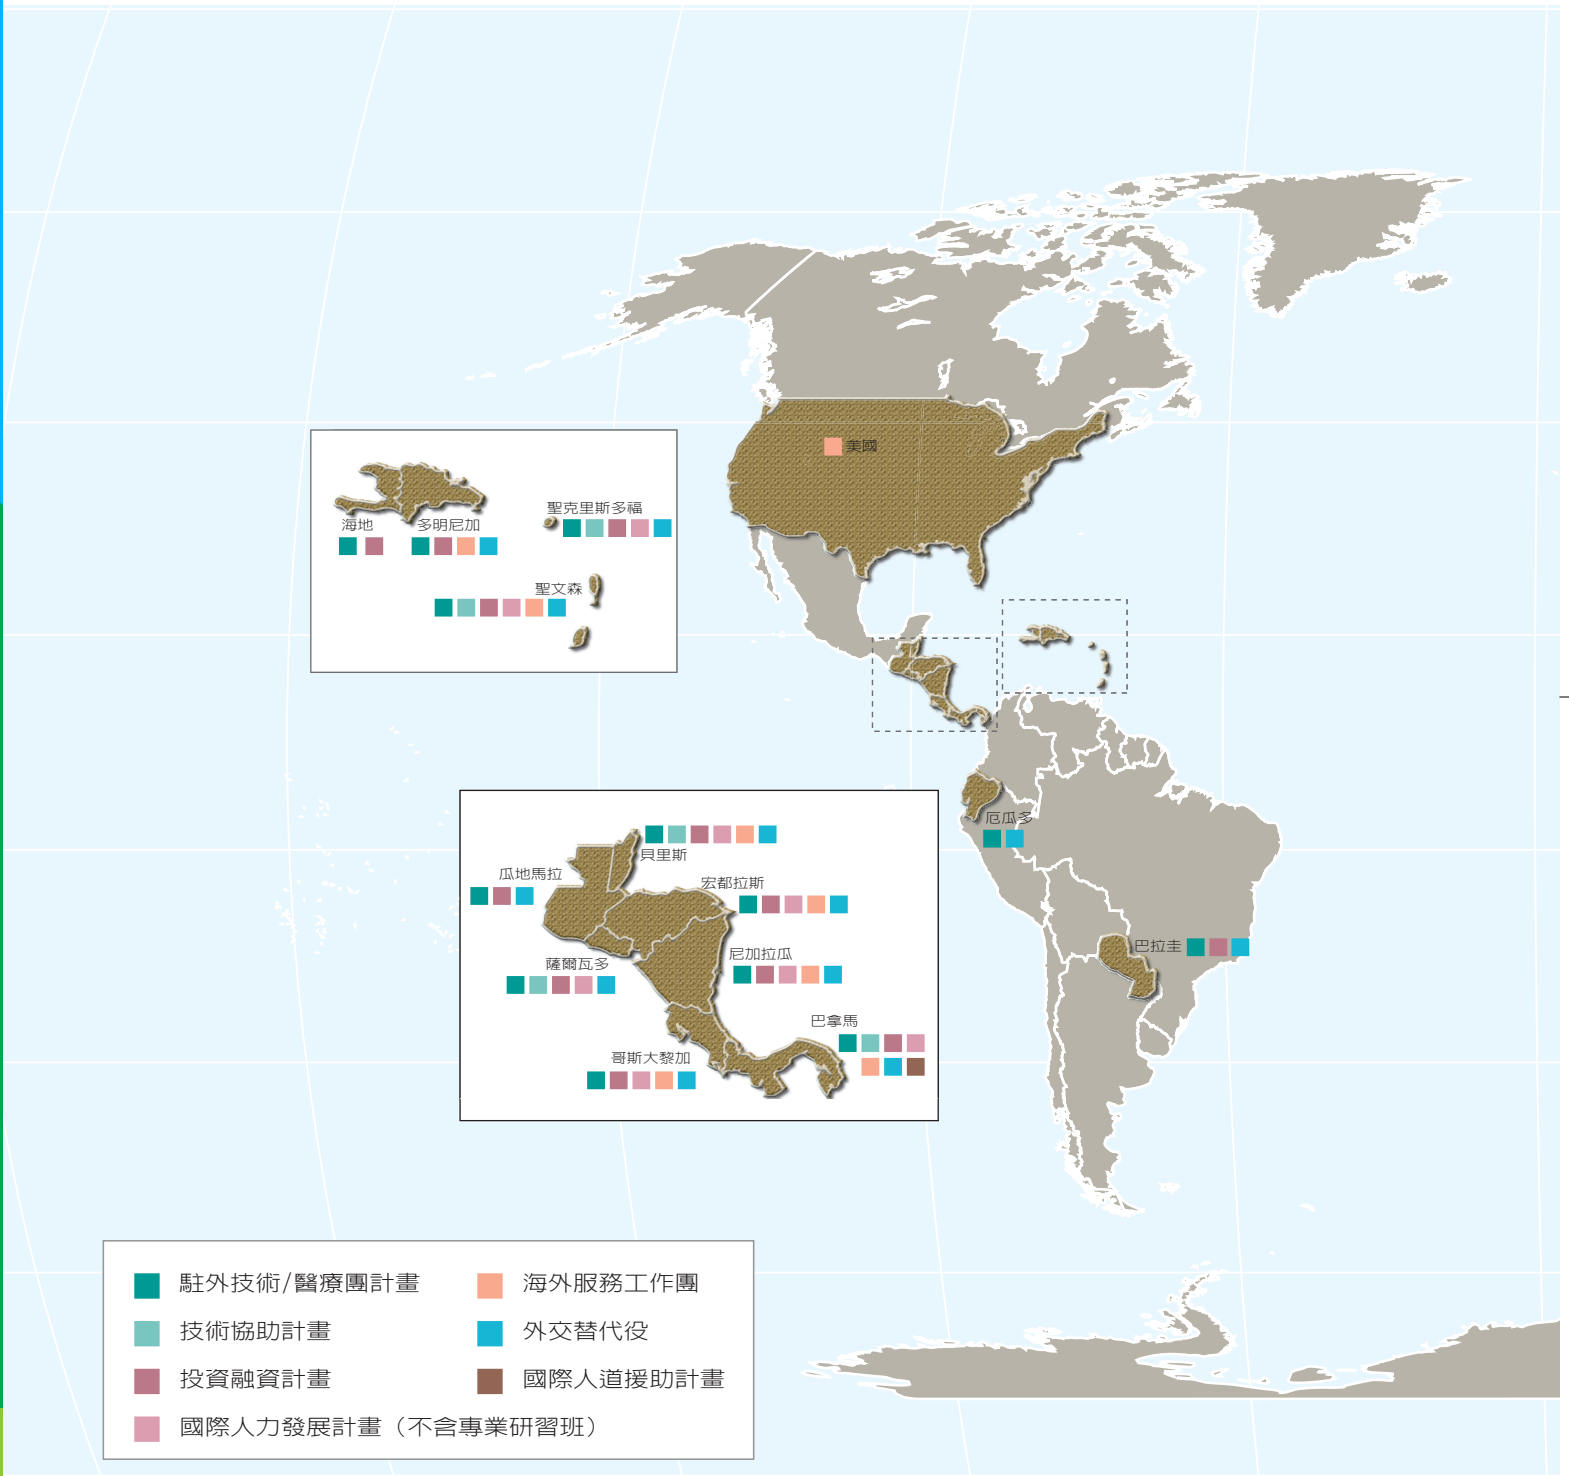 美國
海地
多明尼加
聖克里斯多福
聖文森
厄瓜多
貝里斯
瓜地馬拉
宏都拉斯
巴拉圭
尼加拉瓜
薩爾瓦多
巴拿馬
哥斯大黎加
駐外技術/醫療團計畫
海外服務工作團
技術協助計畫
外交替代役
投資融資計畫
國際人道援助計畫
國際人力發展計畫（不含專業研習班）